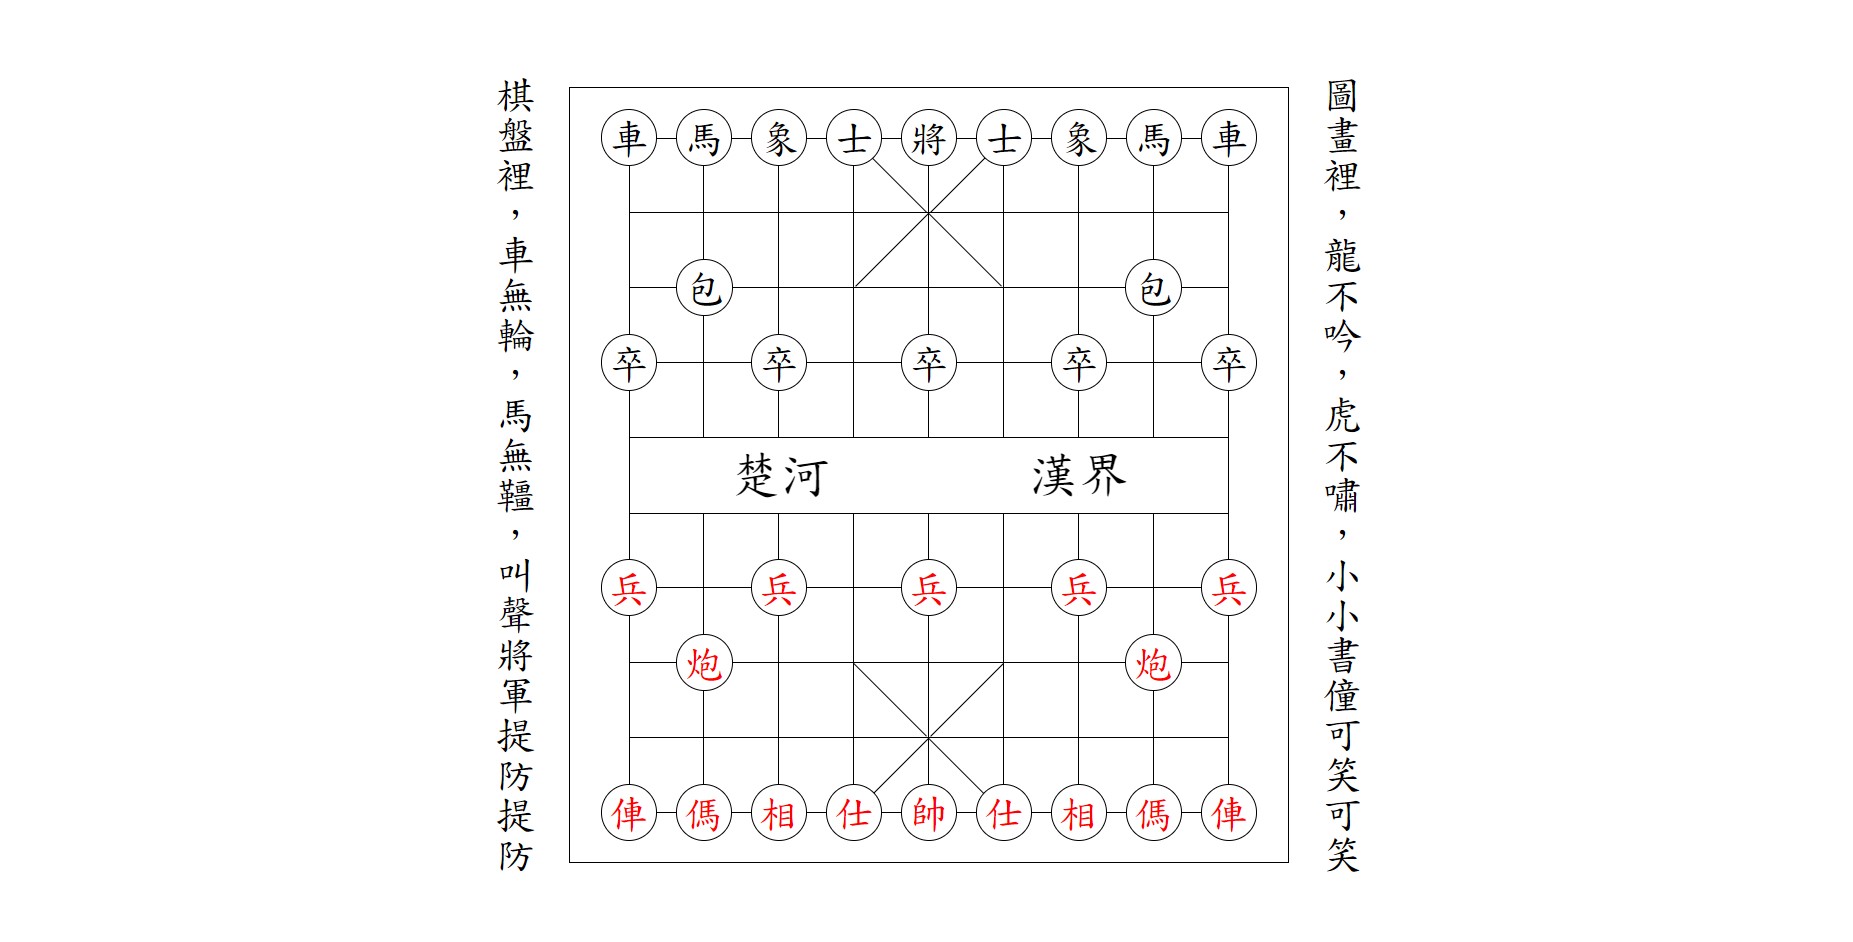 圖畫裡，龍不吟，虎不嘯，小小書僮可笑可笑
車馬象士將士象馬車
包包
卒卒卒卒卒
楚河 漢界
兵兵兵兵兵
炮炮
俥傌相仕帥仕相傌俥
棋盤裡，車無輪，馬無韁，叫聲將軍提防提防